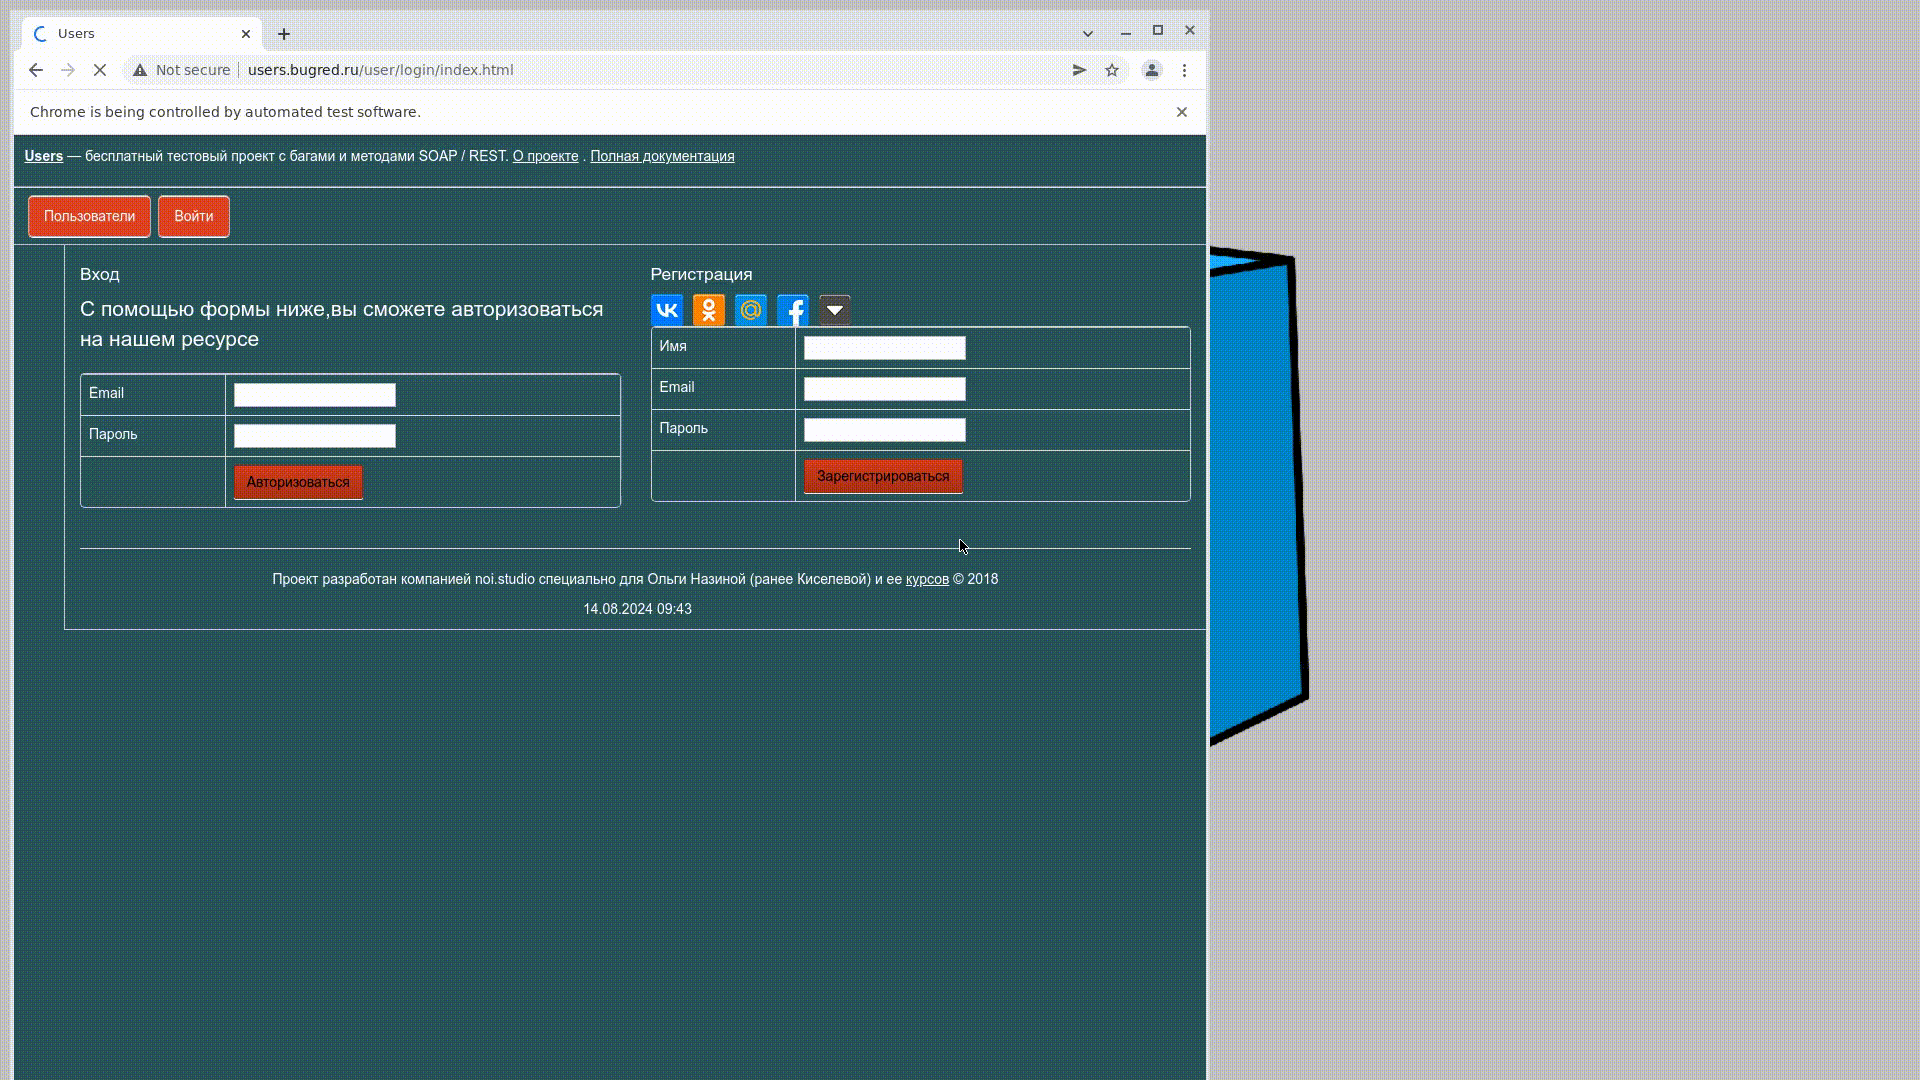 Users
Not secure users.bugred.ru/user/login/index.html
Chrome is being controlled by automated test software.
Users — бесплатный тестовый проект с багами и методами SOAP / REST. О проекте . Полная документация
Пользователи Войти
Вход
С помощью формы ниже,вы сможете авторизоваться
на нашем ресурсе
Email
Пароль
Авторизоваться
Регистрация
Имя
Email
Пароль
Зарегистрироваться
Проект разработан компанией noi.studio специально для Ольги Назиной (ранее Киселевой) и ее курсов © 2018
14.08.2024 09:43